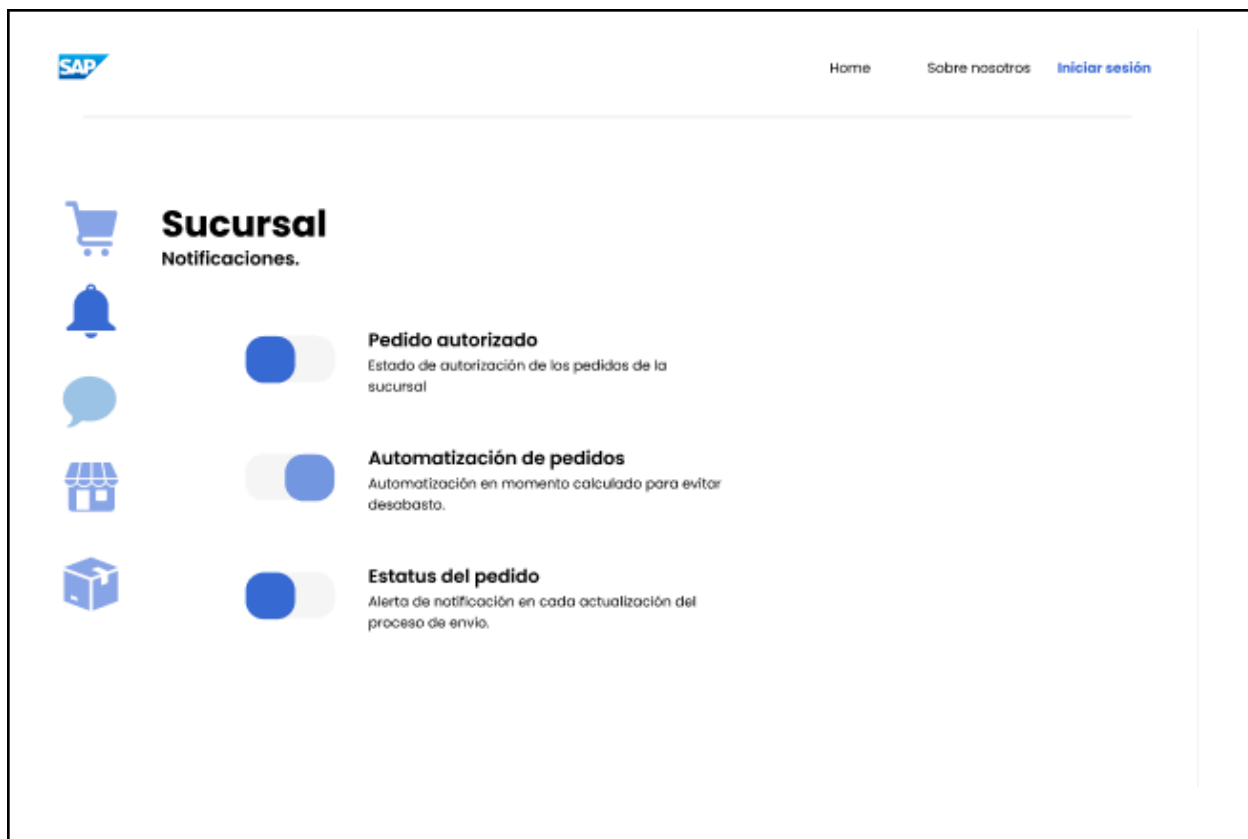 SAP
Home
Sobre nosotros
Iniciar sesión
Sucursal
Notificaciones.
Pedido autorizado
Estado de autorización de los pedidos de la
sucursal
Automatización de pedidos
Automatización en momento calculado para evitar
desabasto.
Estatus del pedido
Alerta de notificación en cada actualización del
proceso de envio.